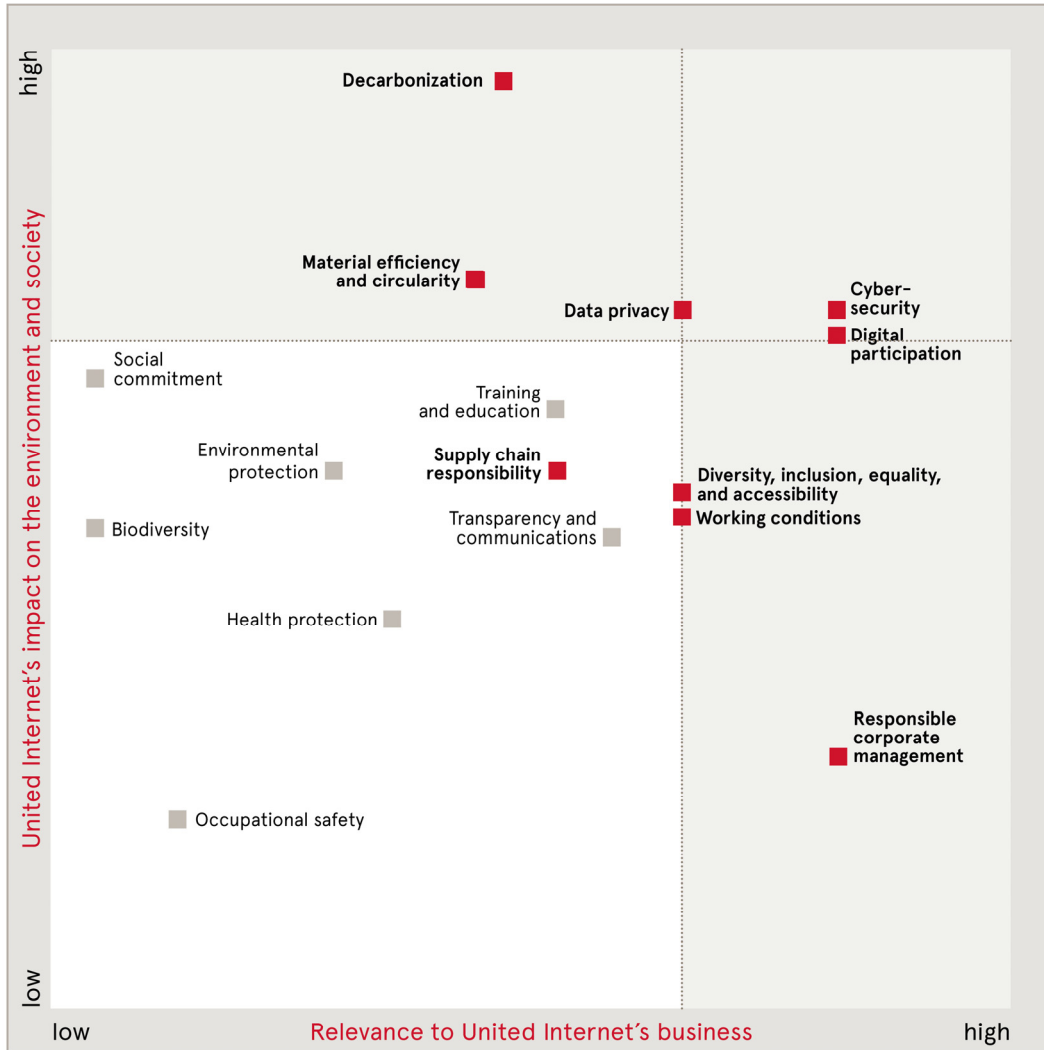 high
Decarbonization
Material efficiency
and circularity
Data privacy
Cyber-
security
Digital
participation
Social
commitment
Training
and education
Environmental
protection
Supply chain
responsibility
Diversity, inclusion, equality,
and accessibility
Working conditions
Biodiversity
Transparency and
communications
Health protection
Responsible
corporate
management
Occupational safety
United Internet's impact on the environment and society
low
low
Relevance to United Internet's business
high